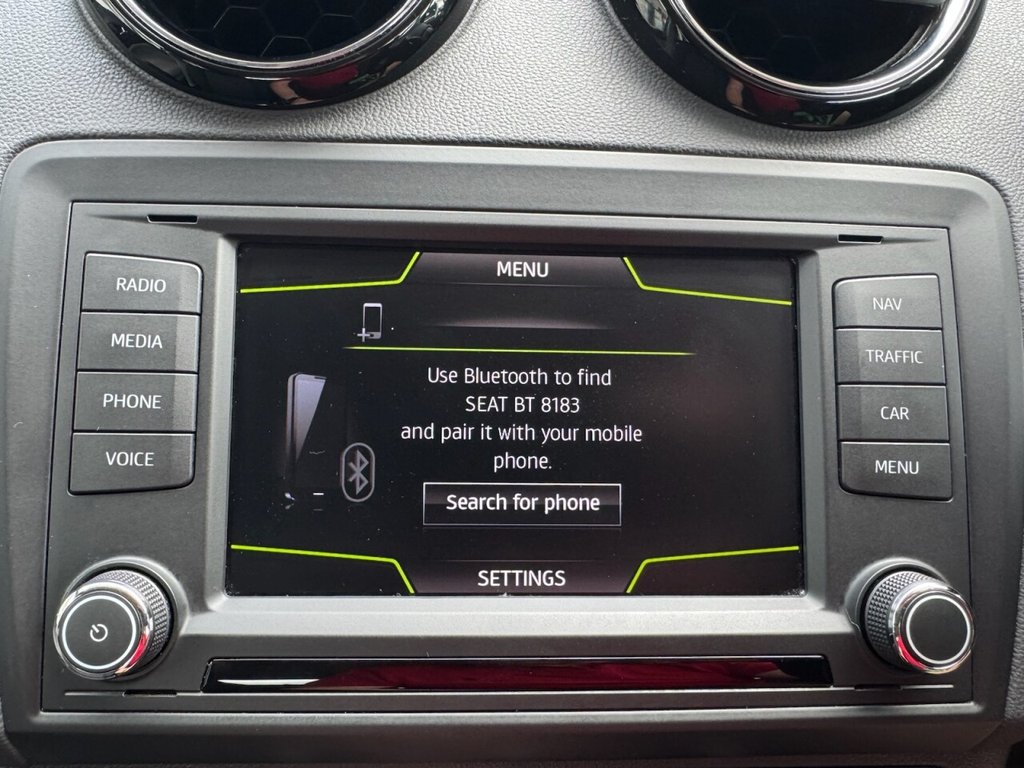 RADIO
MEDIA
PHONE
VOICE
MENU
Use Bluetooth to find
SEAT BT 8183
and pair it with your mobile
phone.
Search for phone
SETTINGS
NAV
TRAFFIC
CAR
MENU